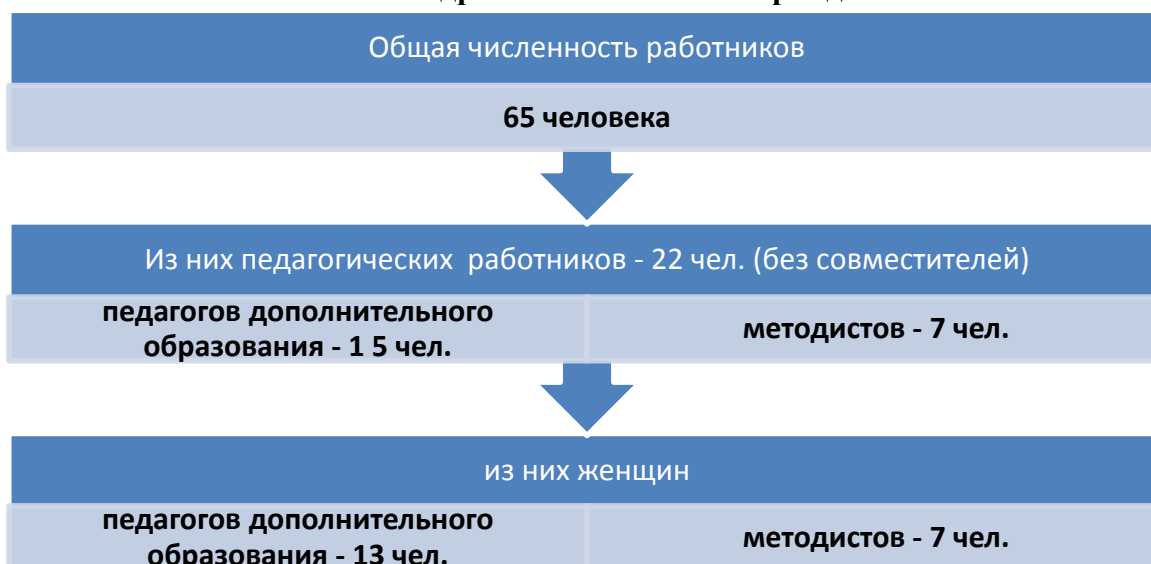 Общая численность работников
65 человека
Из них педагогических  работников - 22 чел. (без совместителей)
педагогов дополнительного
образования - 1 5 чел.
методистов - 7 чел.
из них женщин
педагогов дополнительного
образования - 13 чел.
методистов - 7 чел.